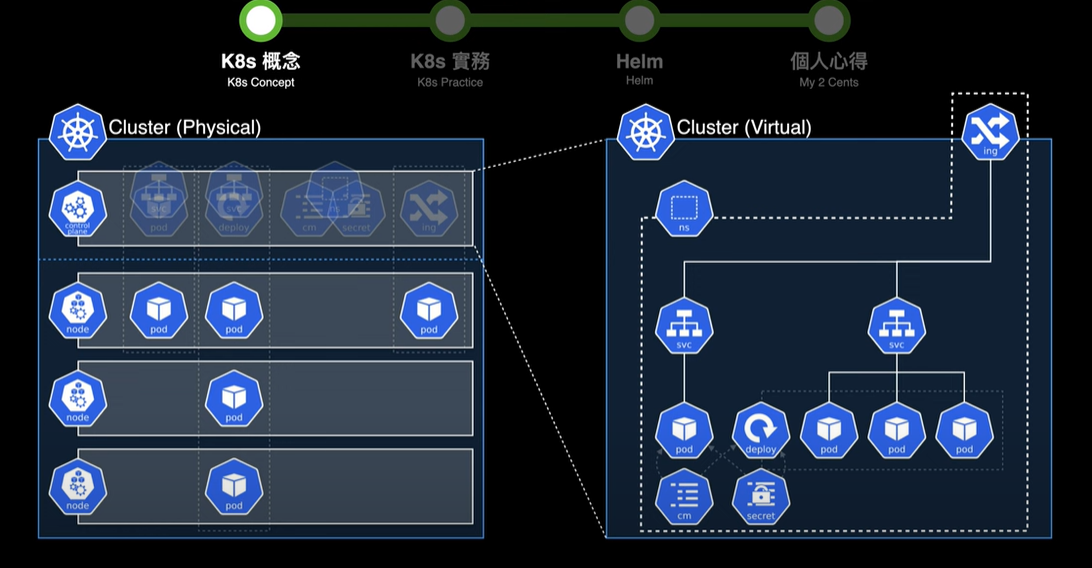 K8s 概念
K8s Concept
K8s 實務
K8s Practice
Helm
Helm
個人心得
My 2 Cents
Cluster (Physical)
control plane
svc
pod
deploy
cm
secret
ing
node
pod
pod
pod
node
pod
node
pod
Cluster (Virtual)
ing
ns
svc
svc
pod
deploy
pod
pod
pod
cm
secret